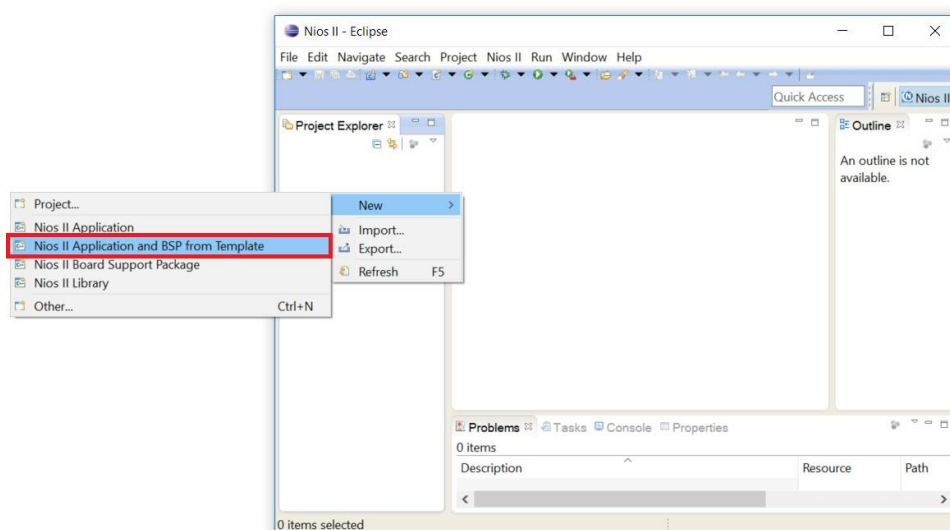 Nios II - Eclipse
File Edit Navigate Search Project Nios II Run Window Help
Quick Access
Nios II
Project Explorer
Outline
An outline is not
available.
Project...
New
Nios II Application
Import...
Nios II Application and BSP from Template
Export...
Nios II Board Support Package
Refresh F5
Nios II Library
Other... Ctrl+N
Problems Tasks Console Properties
0 items
Description Resource Path
0 items selected